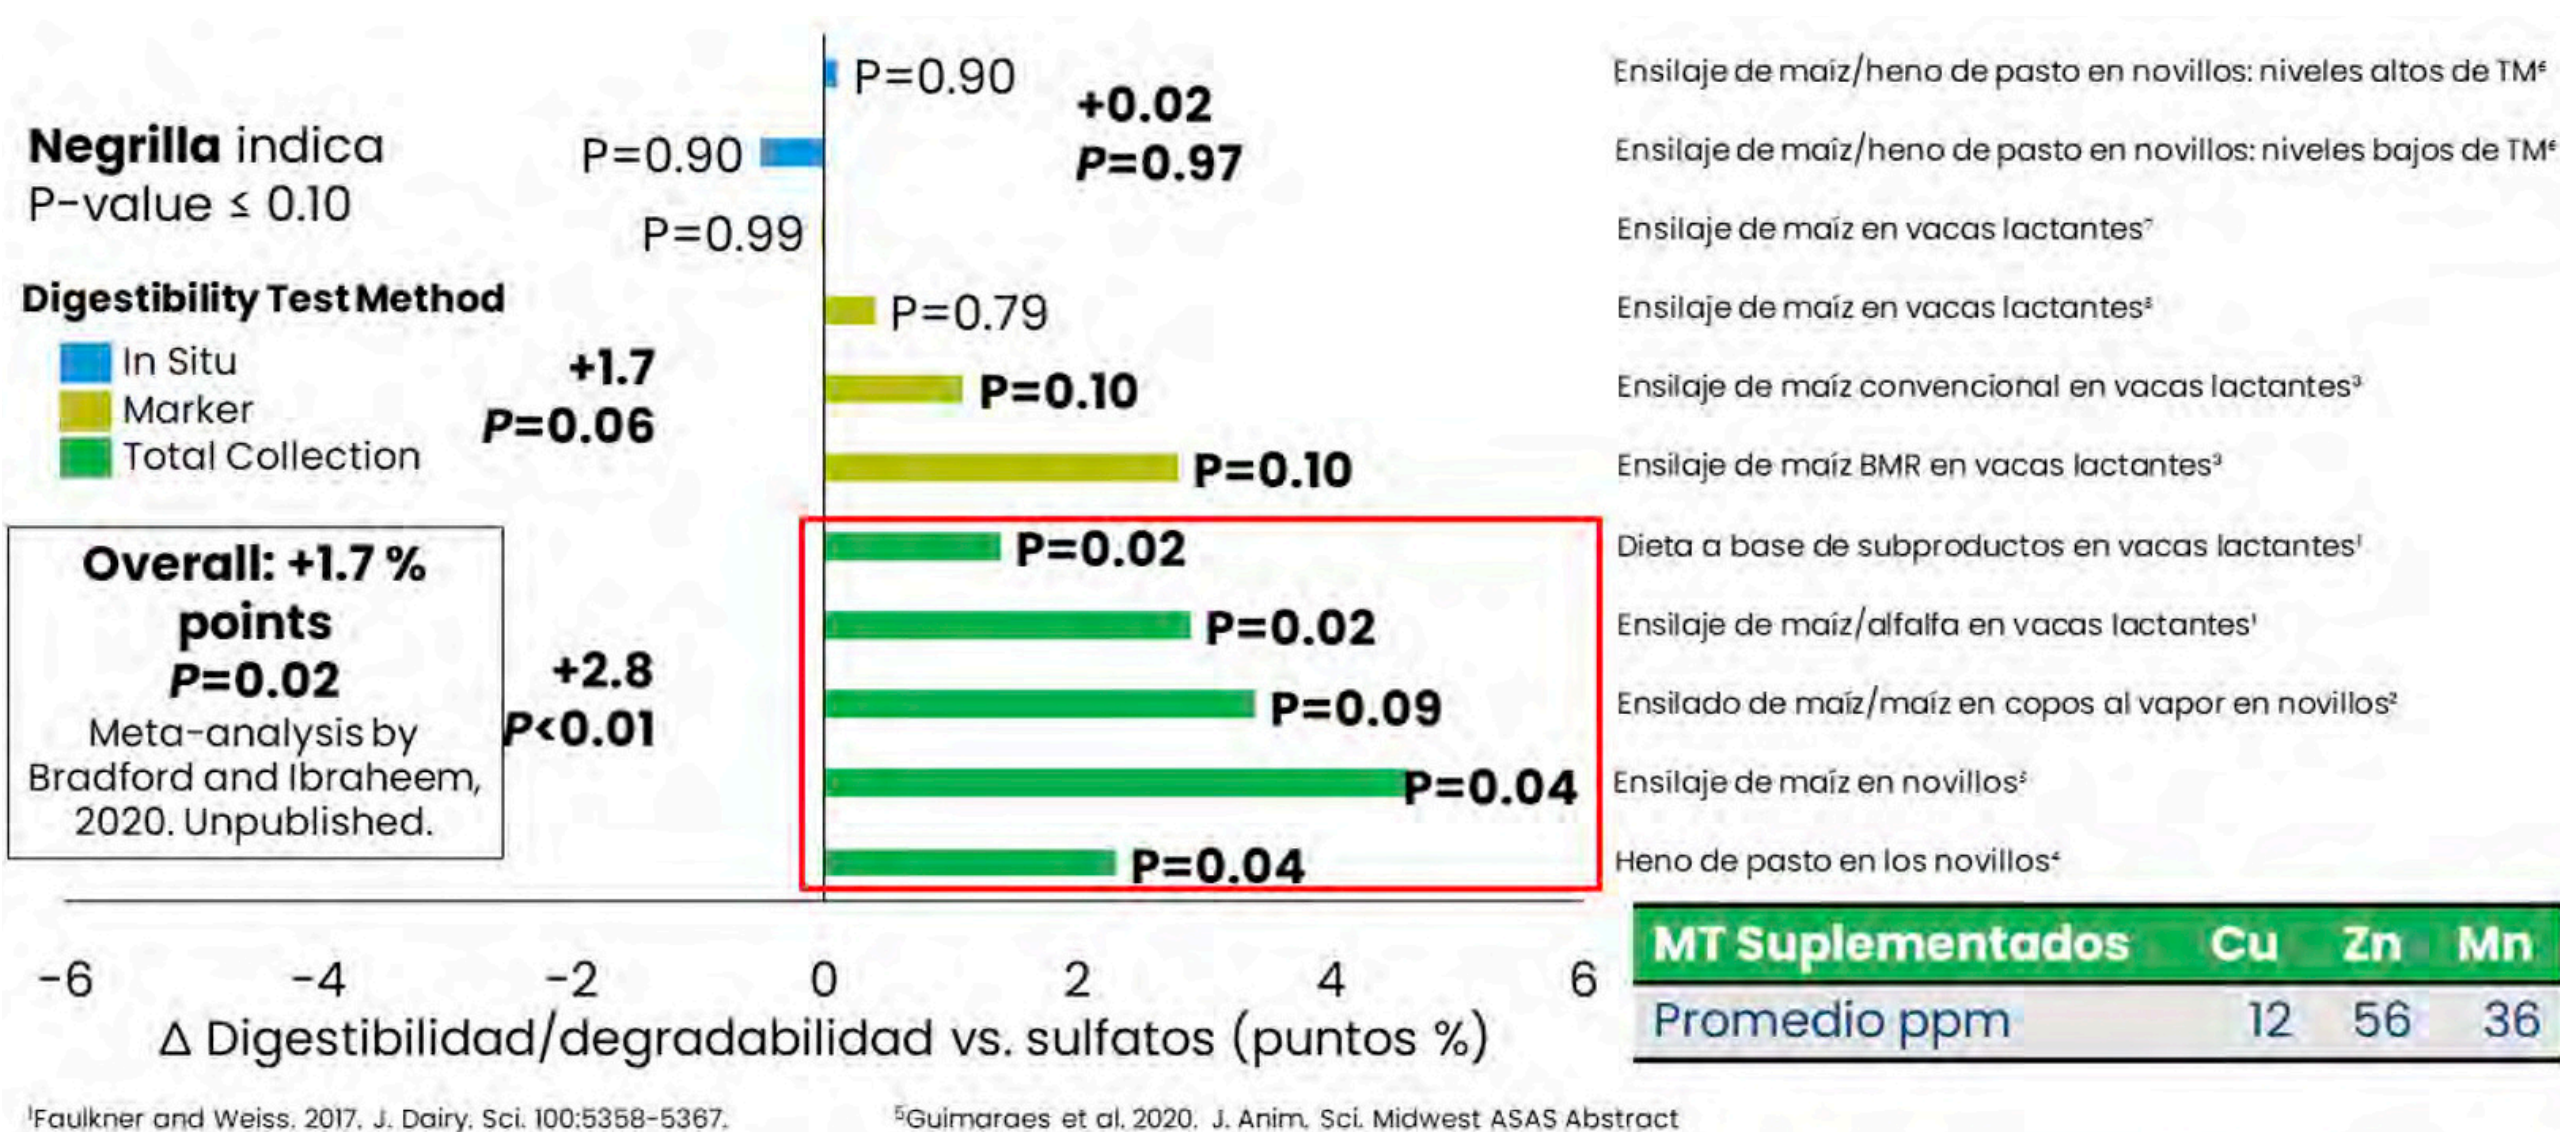 P=0.90
Ensilaje de maíz/heno de pasto en novillos: niveles altos de TM⁶
+0.02
P=0.97
Negrilla indica
P-value ≤ 0.10
P=0.90
Ensilaje de maíz/heno de pasto en novillos: niveles bajos de TM⁶
P=0.99
Ensilaje de maíz en vacas lactantes⁷
Digestibility Test Method
In Situ
Marker
Total Collection
P=0.79
Ensilaje de maíz en vacas lactantes⁸
+1.7
P=0.06
P=0.10
Ensilaje de maíz convencional en vacas lactantes³
P=0.10
Ensilaje de maíz BMR en vacas lactantes³
P=0.02
Dieta a base de subproductos en vacas lactantes¹
Overall: +1.7 %
points
P=0.02
Meta-analysis by
Bradford and Ibraheem,
2020. Unpublished.
P=0.02
Ensilaje de maíz/alfalfa en vacas lactantes¹
+2.8
P<0.01
P=0.09
Ensilado de maíz/maíz en copos al vapor en novillos²
P=0.04
Ensilaje de maíz en novillos⁵
P=0.04
Heno de pasto en los novillos⁴
-6 -4 -2 0 2 4 6
Δ Digestibilidad/degradabilidad vs. sulfatos (puntos %)
MT Suplementados Cu Zn Mn
Promedio ppm 12 56 36
¹Faulkner and Weiss. 2017. J. Dairy. Sci. 100:5358-5367.
⁵Guimaraes et al. 2020. J. Anim. Sci. Midwest ASAS Abstract